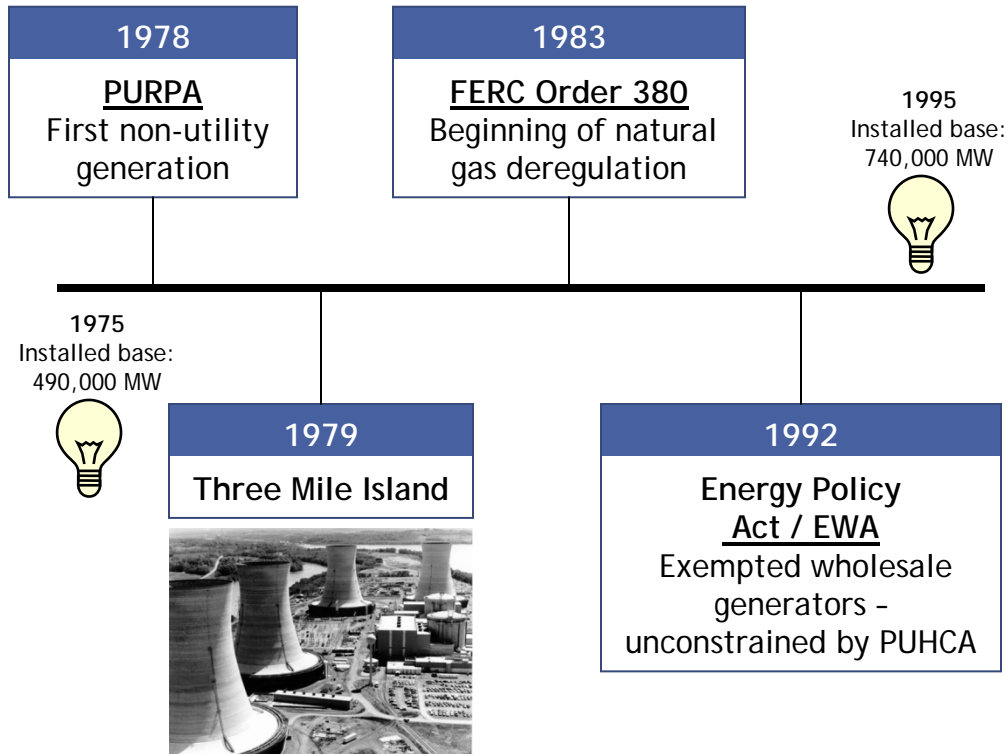 1978
PURPA
First non-utility
generation
1983
FERC Order 380
Beginning of natural
gas deregulation
1995
Installed base:
740,000 MW
1975
Installed base:
490,000 MW
1979
Three Mile Island
1992
Energy Policy
Act / EWA
Exempted wholesale
generators –
unconstrained by PUHCA